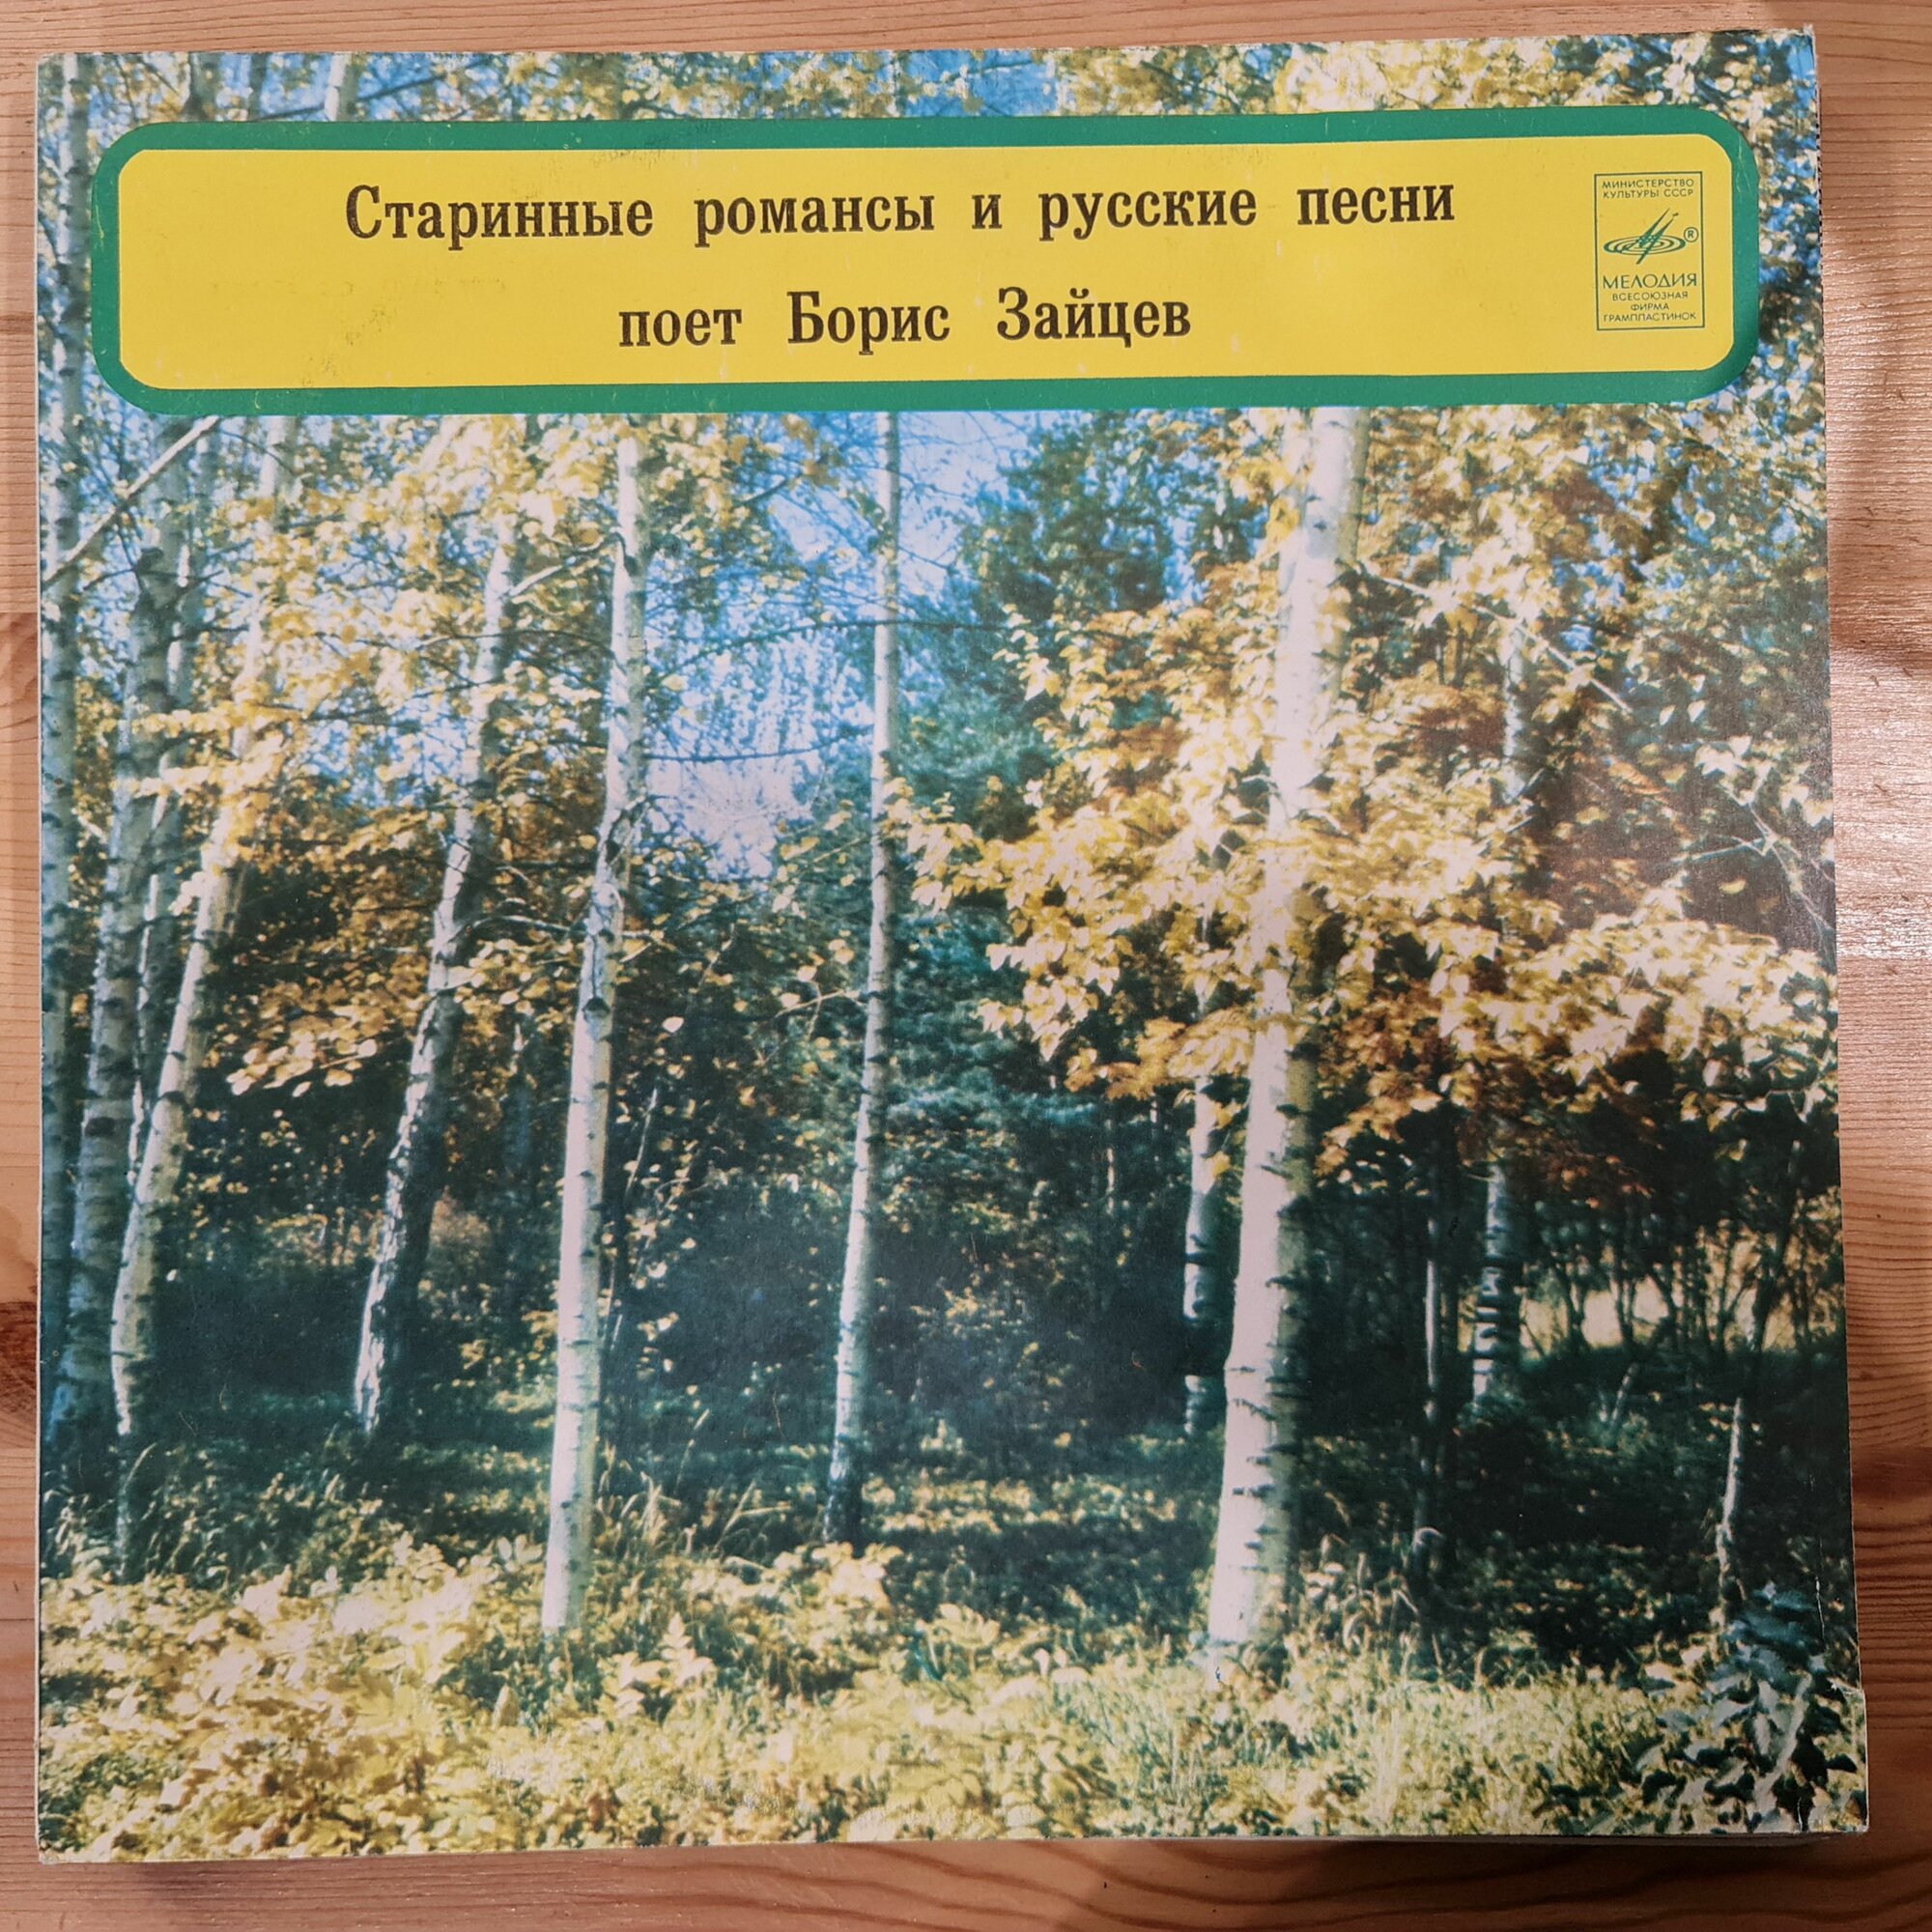 Старинные романсы и русские песни
поет Борис Зайцев
МИНИСТЕРСТВО
КУЛЬТУРЫ СССР
®
МЕЛОДИЯ
ВСЕСОЮЗНАЯ
ФИРМА
ГРАМПЛАСТИНОК